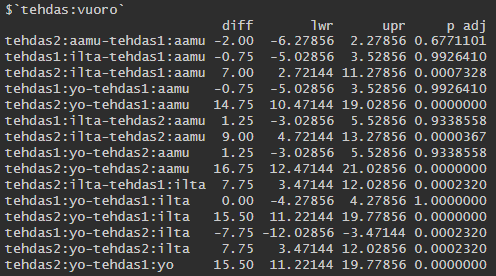 $`tehdas:vuoro`
diff lwr upr p adj
tehdas2:aamu-tehdas1:aamu -2.00 -6.27856 2.27856 0.6771101
tehdas1:ilta-tehdas1:aamu -0.75 -5.02856 3.52856 0.9926410
tehdas2:ilta-tehdas1:aamu 7.00 2.72144 11.27856 0.0007328
tehdas1:yo-tehdas1:aamu -0.75 -5.02856 3.52856 0.9926410
tehdas2:yo-tehdas1:aamu 14.75 10.47144 19.02856 0.0000000
tehdas1:ilta-tehdas2:aamu 1.25 -3.02856 5.52856 0.9338558
tehdas2:ilta-tehdas2:aamu 9.00 4.72144 13.27856 0.0000367
tehdas1:yo-tehdas2:aamu 1.25 -3.02856 5.52856 0.9338558
tehdas2:yo-tehdas2:aamu 16.75 12.47144 21.02856 0.0000000
tehdas2:ilta-tehdas1:ilta 7.75 3.47144 12.02856 0.0002320
tehdas1:yo-tehdas1:ilta 0.00 -4.27856 4.27856 1.0000000
tehdas2:yo-tehdas1:ilta 15.50 11.22144 19.77856 0.0000000
tehdas1:yo-tehdas2:ilta -7.75 -12.02856 -3.47144 0.0002320
tehdas2:yo-tehdas2:ilta 7.75 3.47144 12.02856 0.0002320
tehdas2:yo-tehdas1:yo 15.50 11.22144 19.77856 0.0000000